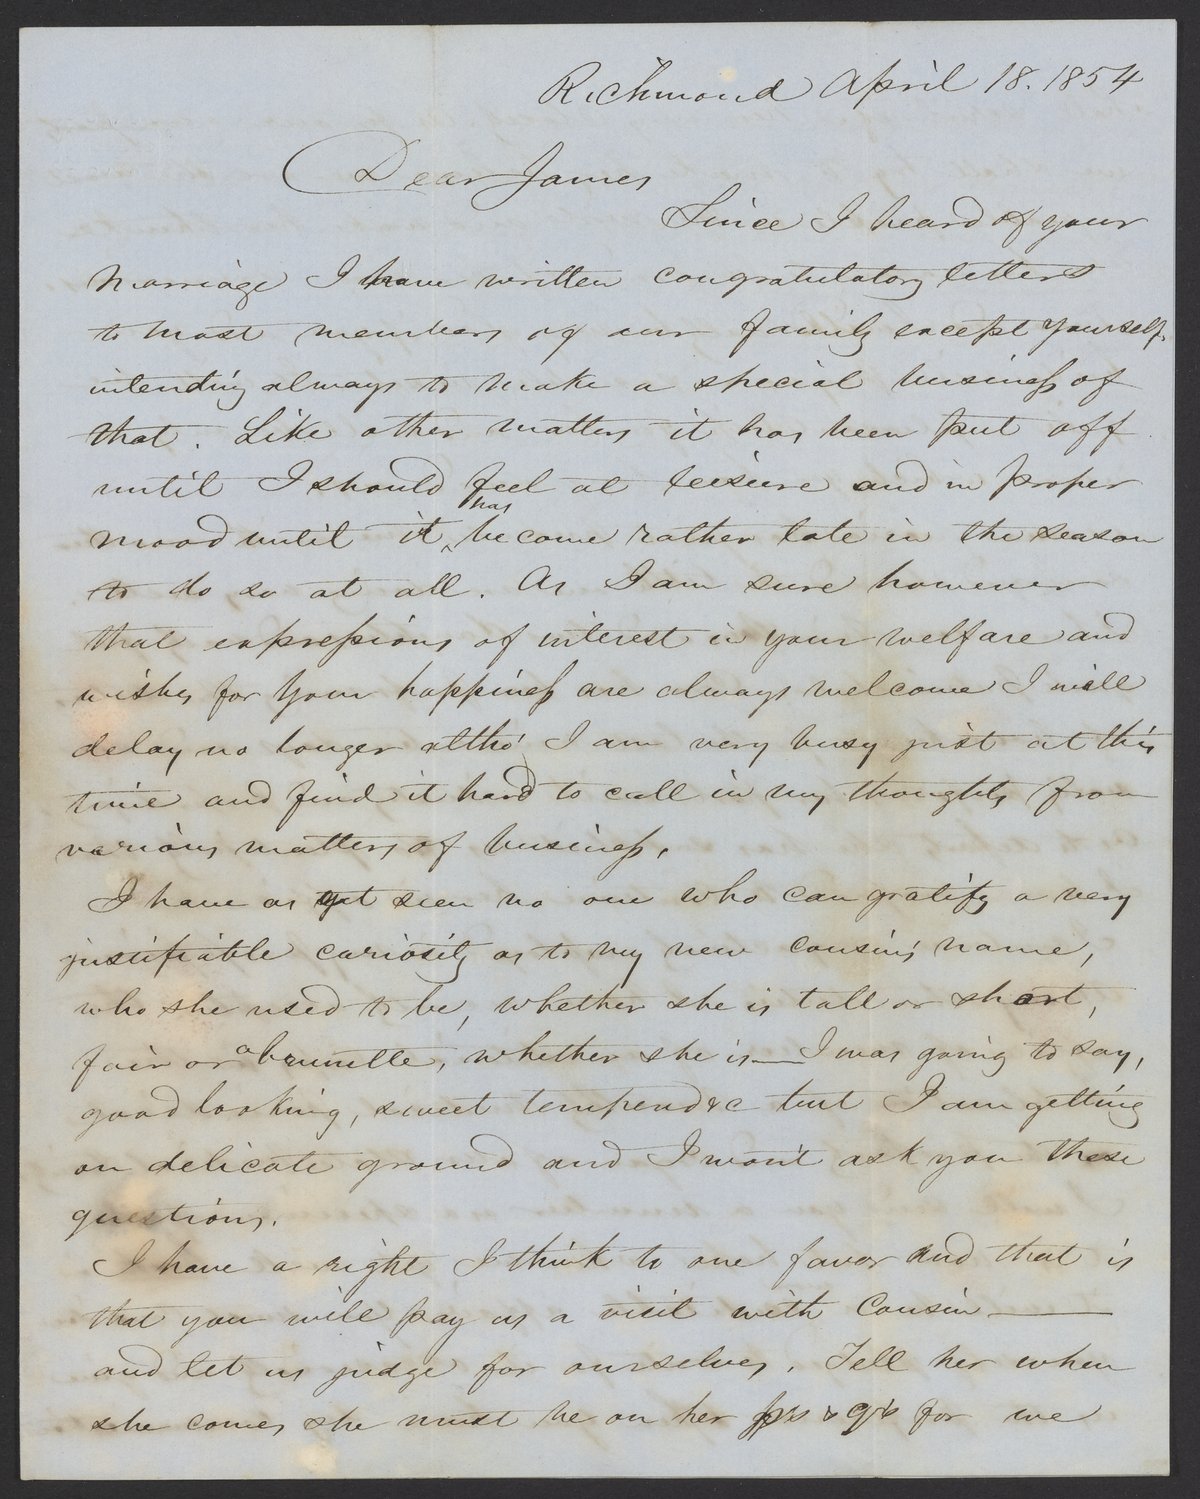 Richmond April 18. 1854
Dear James
Since I heard of your
marriage I have written congratulatory letters
to most members of our family except yourself,
intending always to make a special business of
that. Like other matters it has been put off
until I should feel at leisure and in proper
mood until it has become rather late in the season
to do so at all. As I am sure however
that expressions of interest in your welfare and
wishes for your happiness are always welcome I will
delay no longer altho' I am very busy just at this
time and find it hard to call in my thoughts from
various matters of business.
I have as yet seen no one who can gratify a very
justifiable curiosity as to my new cousin's name,
who she used to be, whether she is tall or short,
fair or a brunette, whether she is — I was going to say,
good looking, sweet temperd &c but I am getting
on delicate ground and I won't ask you these
questions.
I have a right I think to one favor and that is
that you will pay us a visit with Cousin ———
and let us judge for ourselves. Tell her when
she comes she must be on her p's & q's for we